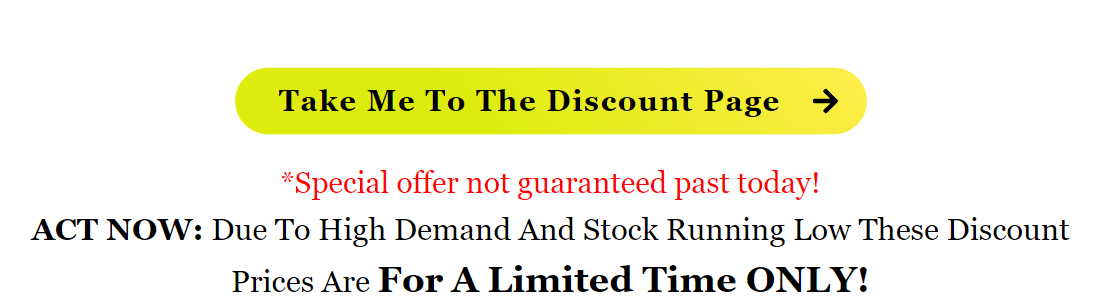 Take Me To The Discount Page
*Special offer not guaranteed past today!
ACT NOW: Due To High Demand And Stock Running Low These Discount
Prices Are For A Limited Time ONLY!